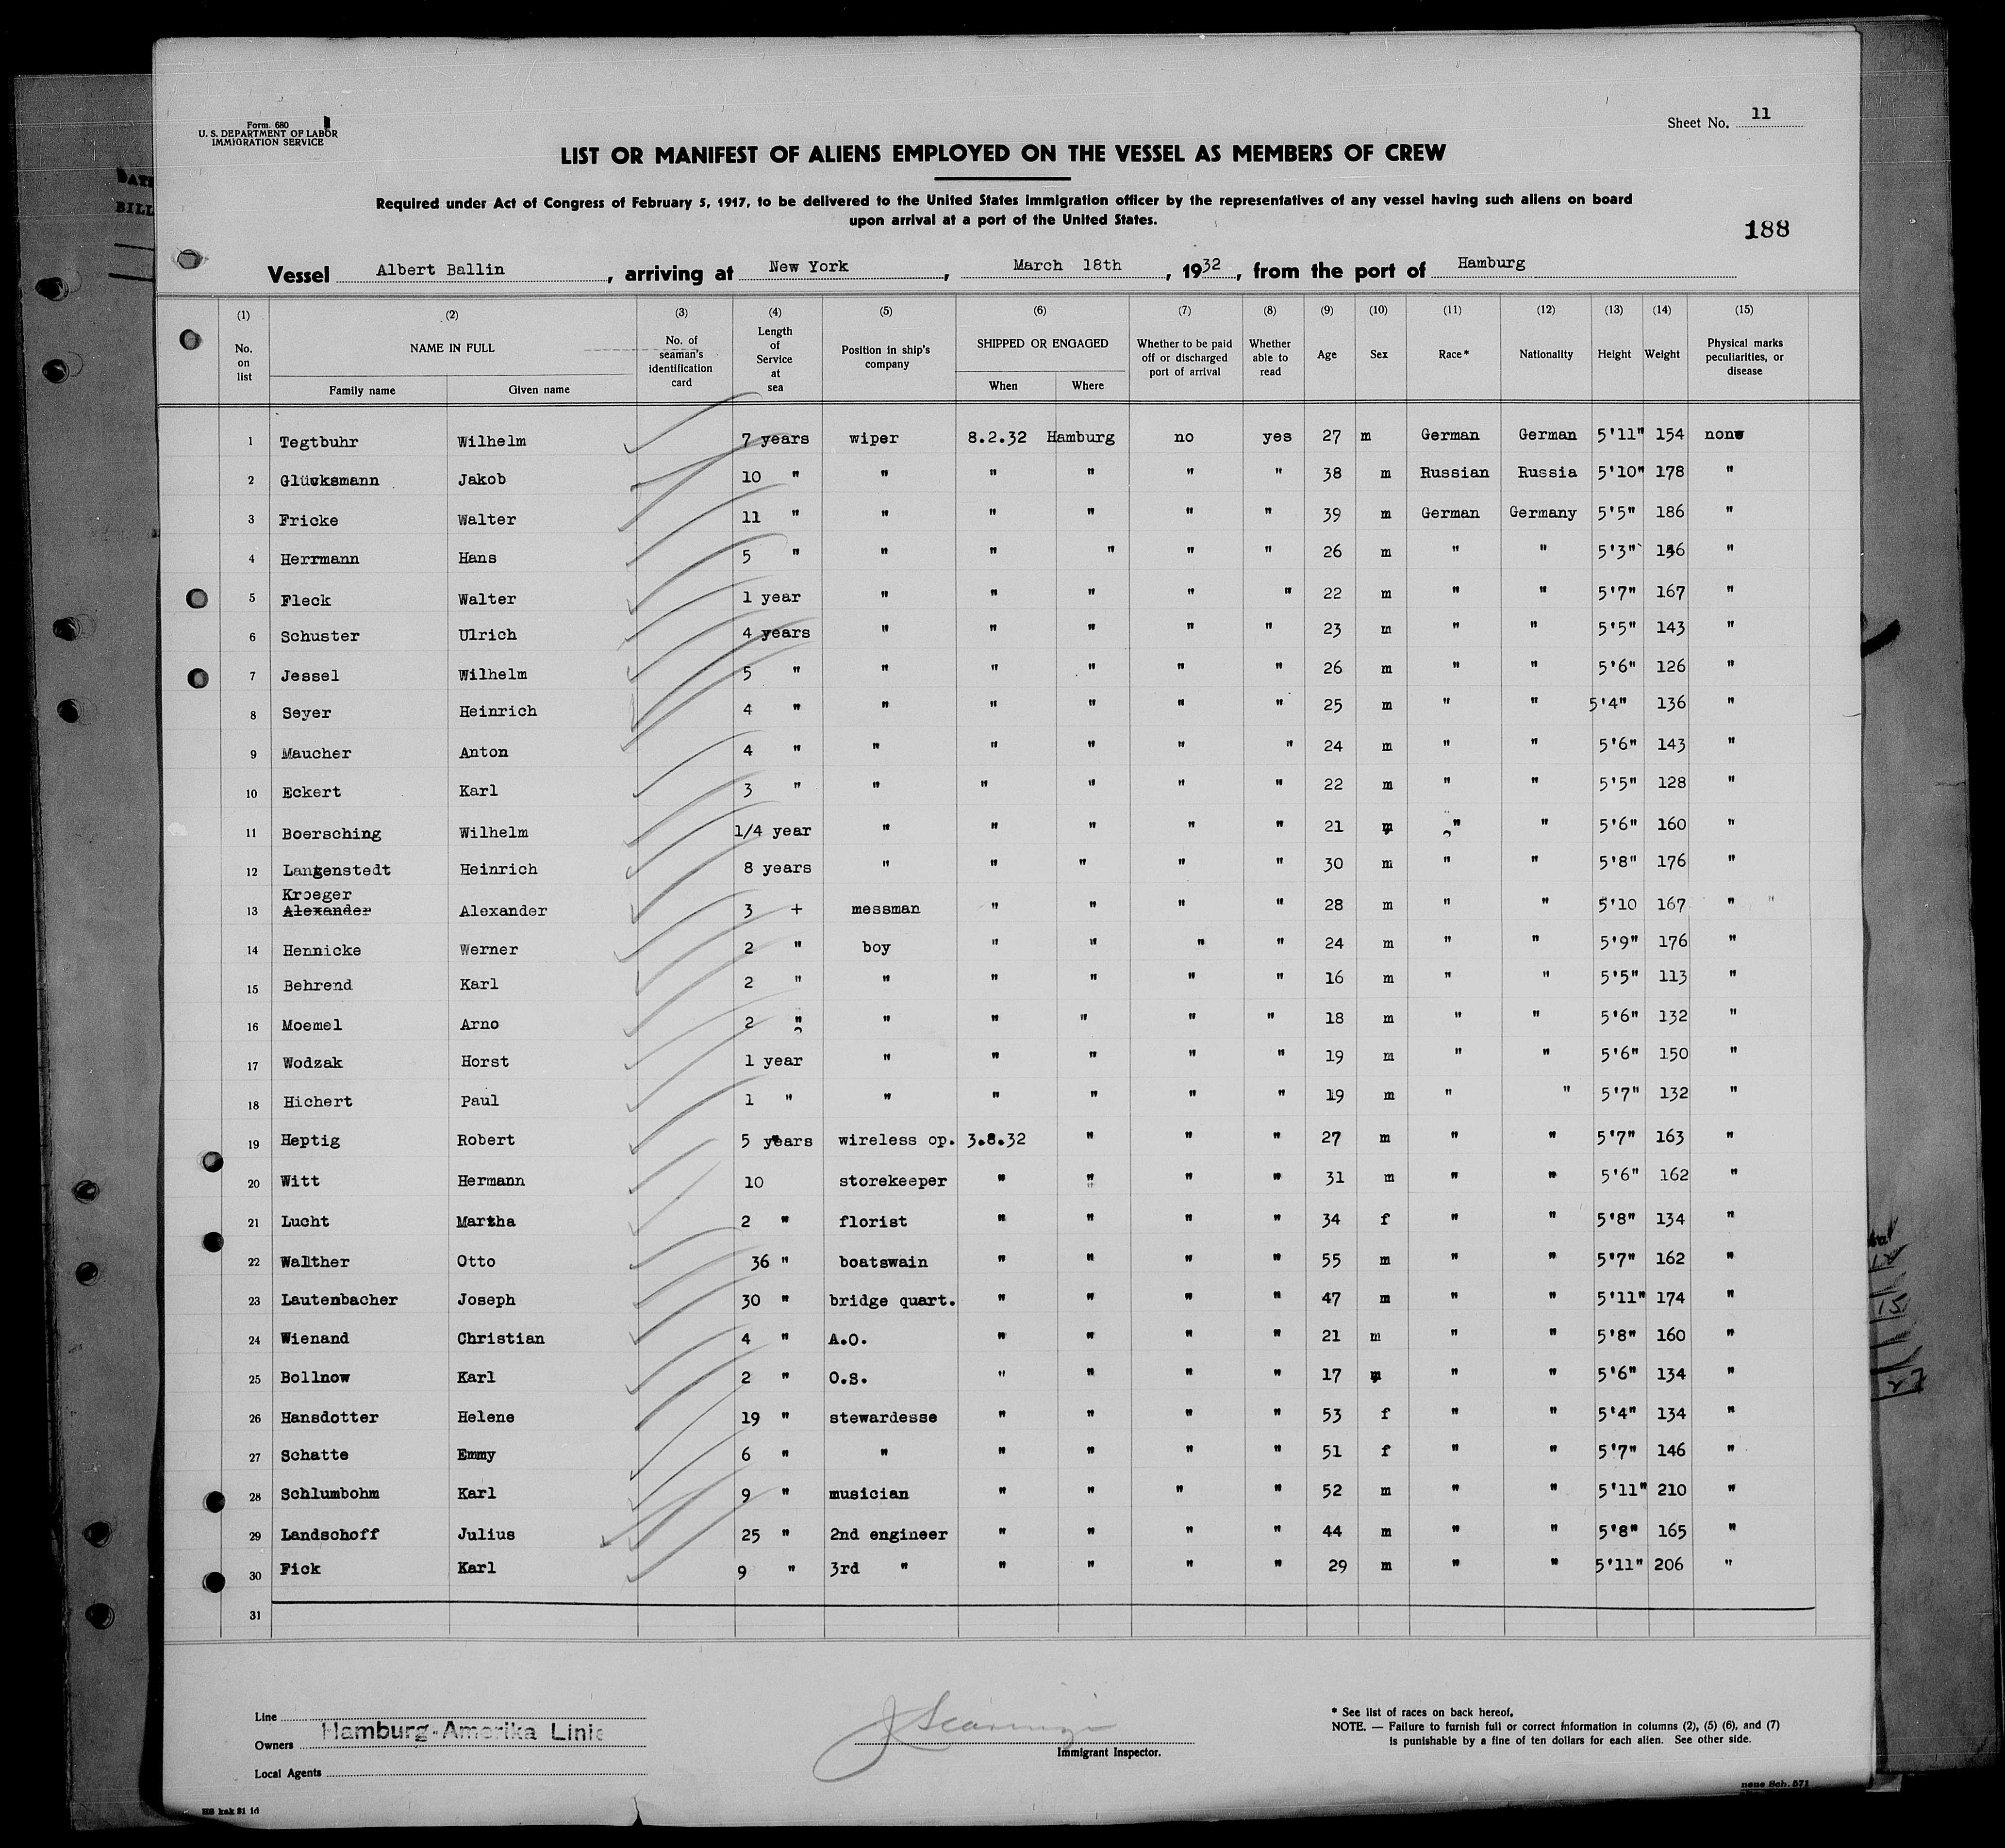 Form 680
U. S. DEPARTMENT OF LABOR
IMMIGRATION SERVICE
Sheet No. 11
LIST OR MANIFEST OF ALIENS EMPLOYED ON THE VESSEL AS MEMBERS OF CREW
Required under Act of Congress of February 5, 1917, to be delivered to the United States immigration officer by the representatives of any vessel having such aliens on board
upon arrival at a port of the United States.
188
Vessel Albert Ballin, arriving at New York, March 18th, 1932, from the port of Hamburg
(1) (2) (3) (4) (5) (6) (7) (8) (9) (10) (11) (12) (13) (14) (15)
No. on list NAME IN FULL Family name Given name No. of seaman's identification card Length of Service at sea Position in ship's company SHIPPED OR ENGAGED When Where Whether to be paid off or discharged port of arrival Whether able to read Age Sex Race* Nationality Height Weight Physical marks peculiarities, or disease
1 Tegtbuhr Wilhelm 7 years wiper 8.2.32 Hamburg no yes 27 m German German 5'11" 154 none
2 Glücksmann Jakob 10 " " " " " " 38 m Russian Russia 5'10" 178 "
3 Fricke Walter 11 " " " " " " 39 m German Germany 5'5" 186 "
4 Herrmann Hans 5 " " " " " " 26 m " " 5'3" 156 "
5 Fleck Walter 1 year " " " " " 22 m " " 5'7" 167 "
6 Schuster Ulrich 4 years " " " " " 23 m " " 5'5" 143 "
7 Jessel Wilhelm 5 " " " " " " 26 m " " 5'6" 126 "
8 Seyer Heinrich 4 " " " " " " 25 m " " 5'4" 136 "
9 Maucher Anton 4 " " " " " " 24 m " " 5'6" 143 "
10 Eckert Karl 3 " " " " " " 22 m " " 5'5" 128 "
11 Boersching Wilhelm 1/4 year " " " " " 21 m " " 5'6" 160 "
12 Langenstedt Heinrich 8 years " " " " " 30 m " " 5'8" 176 "
Kroeger
13 Alexander Alexander 3 + messman " " " " 28 m " " 5'10 167 " "
14 Hennicke Werner 2 " boy " " " " 24 m " " 5'9" 176 "
15 Behrend Karl 2 " " " " " " 16 m " " 5'5" 113 "
16 Moemel Arno 2 " " " " " " 18 m " " 5'6" 132 "
17 Wodzak Horst 1 year " " " " " 19 m " " 5'6" 150 "
18 Hichert Paul 1 " " " " " " 19 m " " 5'7" 132 "
19 Heptig Robert 5 years wireless op. 3.8.32 " " " 27 m " " 5'7" 163 "
20 Witt Hermann 10 storekeeper " " " " 31 m " " 5'6" 162 "
21 Lucht Martha 2 " florist " " " " 34 f " " 5'8" 134 "
22 Walther Otto 36 " boatswain " " " " 55 m " " 5'7" 162 "
23 Lautenbacher Joseph 30 " bridge quart. " " " " 47 m " " 5'11" 174 "
24 Wienand Christian 4 " A.O. " " " " 21 m " " 5'8" 160 "
25 Bollnow Karl 2 " O.s. " " " " 17 m " " 5'6" 134 "
26 Hansdotter Helene 19 " stewardesse " " " " 53 f " " 5'4" 134 "
27 Schatte Emmy 6 " " " " " " 51 f " " 5'7" 146 "
28 Schlumbohm Karl 9 " musician " " " " 52 m " " 5'11" 210 "
29 Landschoff Julius 25 " 2nd engineer " " " " 44 m " " 5'8" 165 "
30 Fick Karl 9 " 3rd " " " " " 29 m " " 5'11" 206 "
31
Line
Hamburg-Amerika Linie
Owners
Local Agents
Immigrant Inspector.
* See list of races on back hereof.
NOTE. — Failure to furnish full or correct information in columns (2), (5) (6), and (7)
is punishable by a fine of ten dollars for each alien. See other side.
neue Sch. 571
HS kak 31 1d
DATE
BILL
15
27